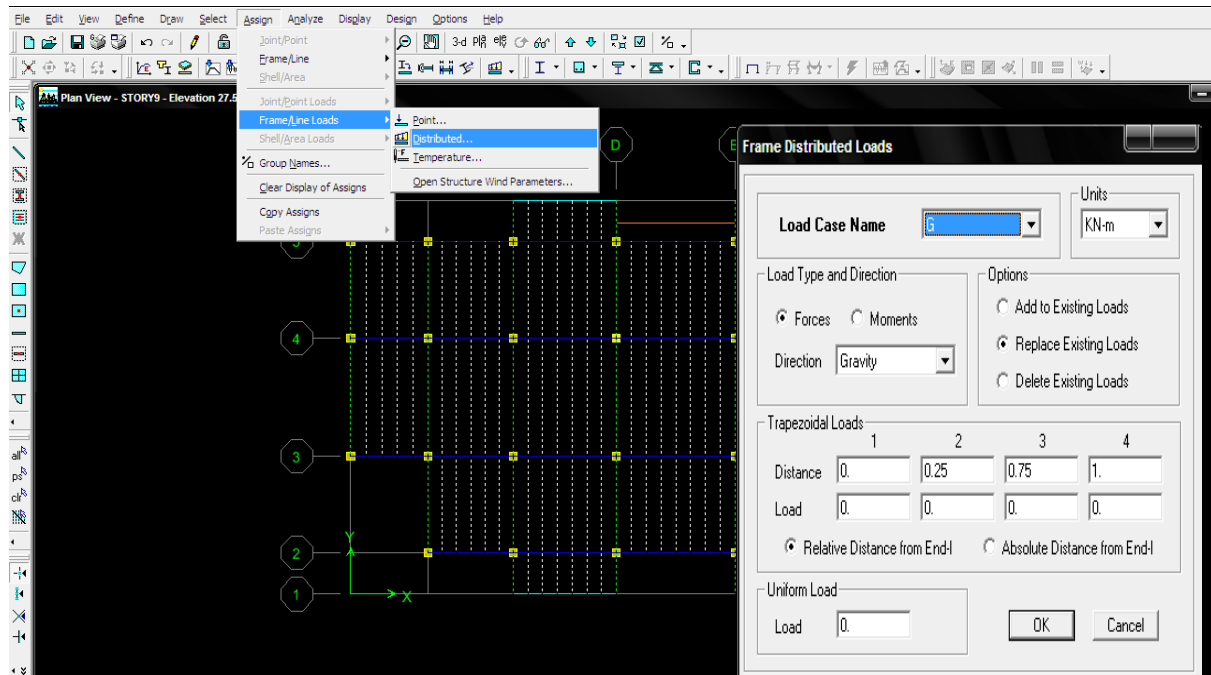 File Edit View Define Draw Select Assign Analyze Display Design Options Help
Joint/Point
Frame/Line
Shell/Area
Joint/Point Loads
Frame/Line Loads
Shell/Area Loads
Group Names...
Clear Display of Assigns
Copy Assigns
Paste Assigns
Point...
Distributed...
Temperature...
Open Structure Wind Parameters...
3-d
all
ps
clr
Plan View - STORY9 - Elevation 27.5
D
E
5
4
3
2
1
Y
X
Frame Distributed Loads
Load Case Name G
Units
KN-m
Load Type and Direction
Forces Moments
Direction Gravity
Options
Add to Existing Loads
Replace Existing Loads
Delete Existing Loads
Trapezoidal Loads
1 2 3 4
Distance 0. 0.25 0.75 1.
Load 0. 0. 0. 0.
Relative Distance from End-I Absolute Distance from End-I
Uniform Load
Load 0.
OK Cancel